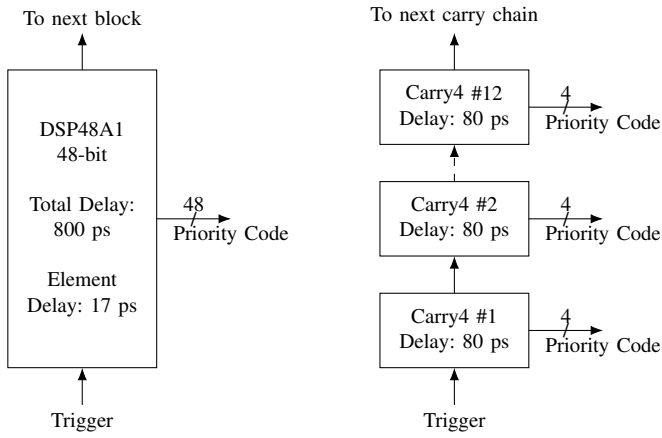 To next block
DSP48A1
48-bit
Total Delay:
800 ps
Element
Delay: 17 ps
48
Priority Code
Trigger
To next carry chain
Carry4 #12
Delay: 80 ps
4
Priority Code
Carry4 #2
Delay: 80 ps
4
Priority Code
Carry4 #1
Delay: 80 ps
4
Priority Code
Trigger